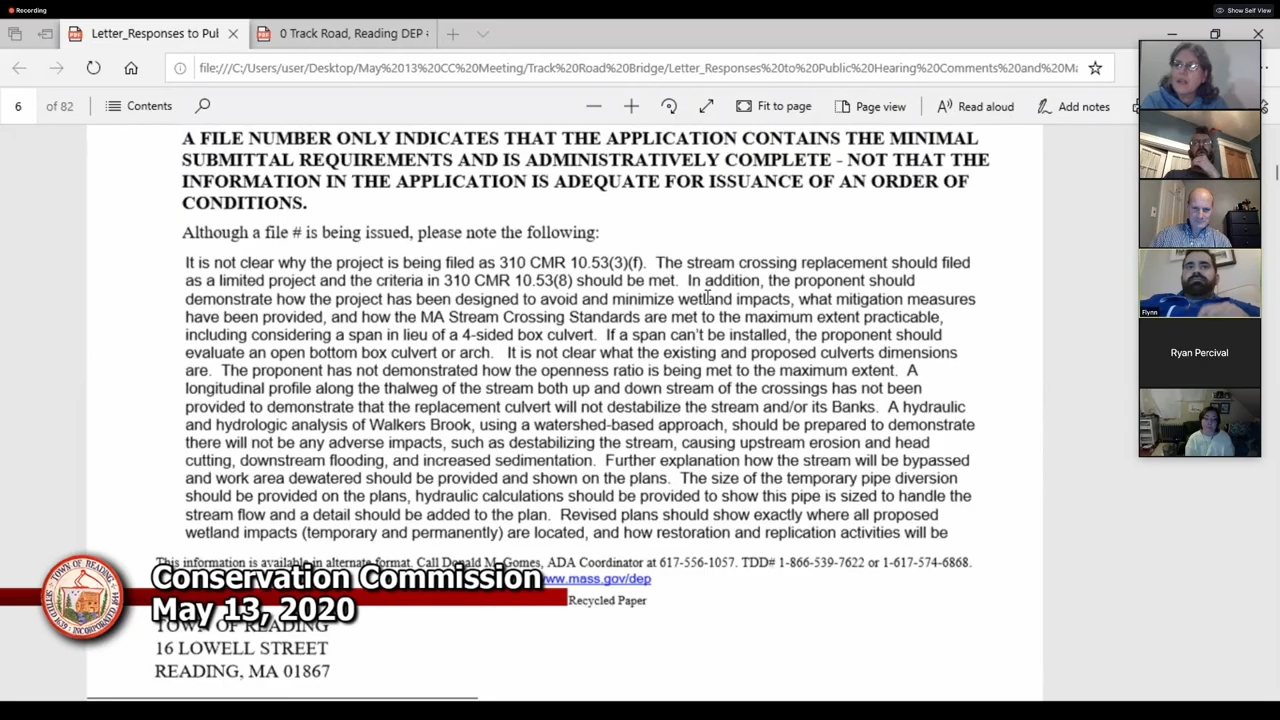 Recording
Show Self View
Letter_Responses to Pul
0 Track Road, Reading DEP
file:///C:/Users/user/Desktop/May%2013%20CC%20Meeting/Track%20Road%20Bridge/Letter_Responses%20to%20Public%20Hearing%20Comments%20and%20Ma
6 of 82
Contents
Fit to page
Page view
Read aloud
Add notes
A FILE NUMBER ONLY INDICATES THAT THE APPLICATION CONTAINS THE MINIMAL
SUBMITTAL REQUIREMENTS AND IS ADMINISTRATIVELY COMPLETE - NOT THAT THE
INFORMATION IN THE APPLICATION IS ADEQUATE FOR ISSUANCE OF AN ORDER OF
CONDITIONS.
Although a file # is being issued, please note the following:
It is not clear why the project is being filed as 310 CMR 10.53(3)(f). The stream crossing replacement should filed
as a limited project and the criteria in 310 CMR 10.53(8) should be met. In addition, the proponent should
demonstrate how the project has been designed to avoid and minimize wetland impacts, what mitigation measures
have been provided, and how the MA Stream Crossing Standards are met to the maximum extent practicable,
including considering a span in lieu of a 4-sided box culvert. If a span can't be installed, the proponent should
evaluate an open bottom box culvert or arch. It is not clear what the existing and proposed culverts dimensions
are. The proponent has not demonstrated how the openness ratio is being met to the maximum extent. A
longitudinal profile along the thalweg of the stream both up and down stream of the crossings has not been
provided to demonstrate that the replacement culvert will not destabilize the stream and/or its Banks. A hydraulic
and hydrologic analysis of Walkers Brook, using a watershed-based approach, should be prepared to demonstrate
there will not be any adverse impacts, such as destabilizing the stream, causing upstream erosion and head
cutting, downstream flooding, and increased sedimentation. Further explanation how the stream will be bypassed
and work area dewatered should be provided and shown on the plans. The size of the temporary pipe diversion
should be provided on the plans, hydraulic calculations should be provided to show this pipe is sized to handle the
stream flow and a detail should be added to the plan. Revised plans should show exactly where all proposed
wetland impacts (temporary and permanently) are located, and how restoration and replication activities will be
This information is available in alternate format. Call Donald M. Gomes, ADA Coordinator at 617-556-1057. TDD# 1-866-539-7622 or 1-617-574-6868.
www.mass.gov/dep
Recycled Paper
Conservation Commission
May 13, 2020
TOWN OF READING
16 LOWELL STREET
READING, MA 01867
Flynn
Ryan Percival